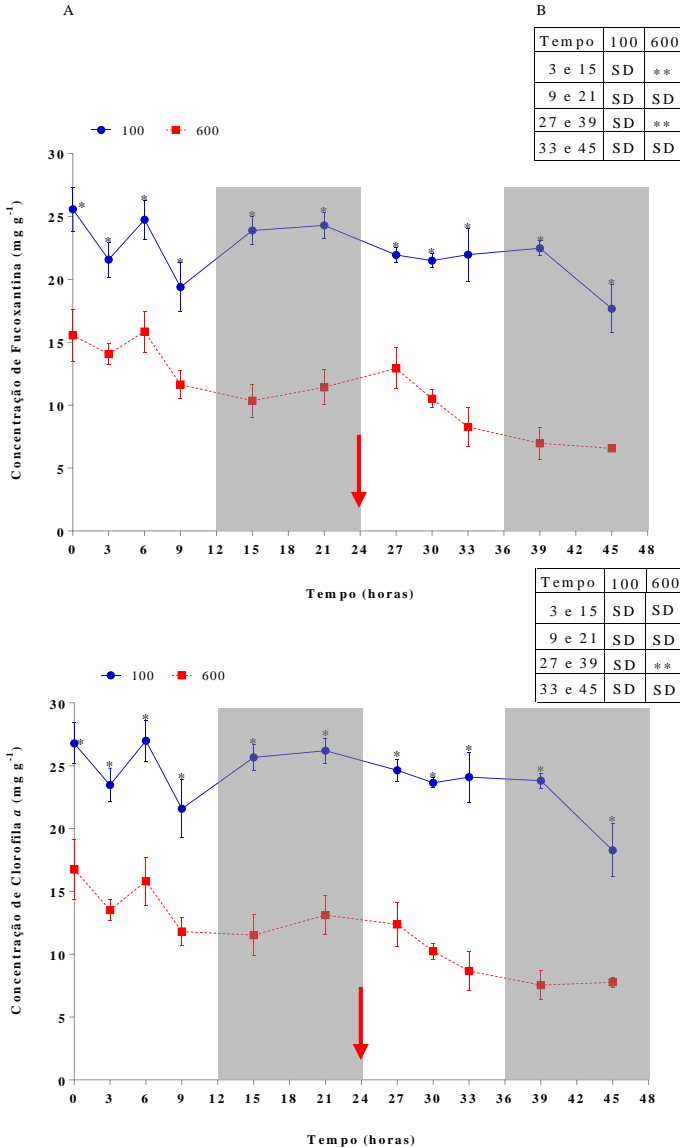 A
B
Tempo 100 600
3 e 15 SD **
9 e 21 SD SD
27 e 39 SD **
33 e 45 SD SD
100 600
Concentração de Fucoxantina (mg g-1)
30
25
20
15
10
5
0
* * * * * * * * * * *
0 3 6 9 12 15 18 21 24 27 30 33 36 39 42 45 48
Tempo (horas)
Tempo 100 600
3 e 15 SD SD
9 e 21 SD SD
27 e 39 SD **
33 e 45 SD SD
100 600
Concentração de Clorofila a (mg g-1)
30
25
20
15
10
5
0
* * * * * * * * * * *
0 3 6 9 12 15 18 21 24 27 30 33 36 39 42 45 48
Tempo (horas)